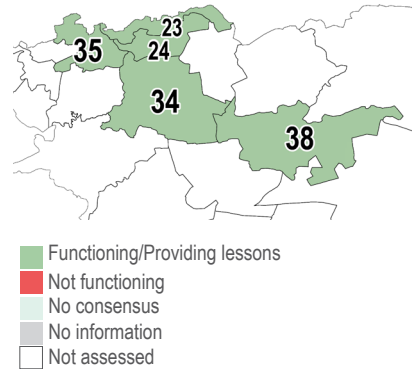 23
35
24
34
38
Functioning/Providing lessons
Not functioning
No consensus
No information
Not assessed